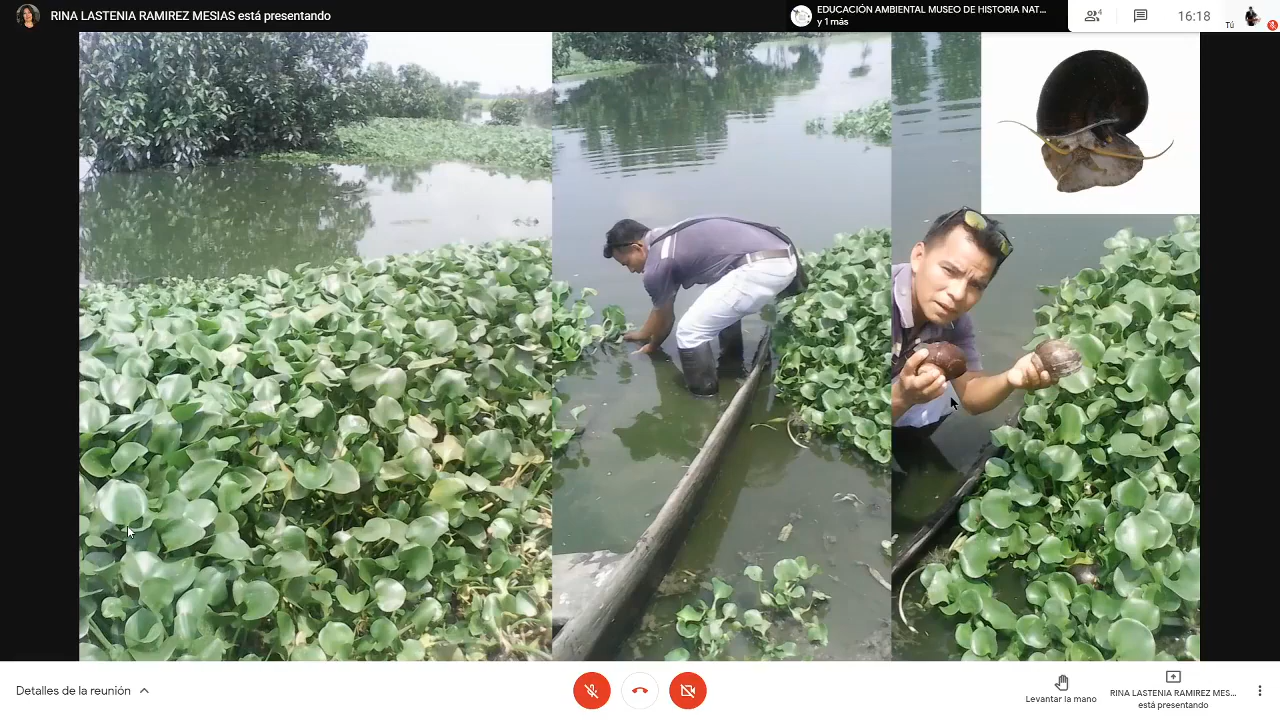 RINA LASTENIA RAMIREZ MESIAS está presentando
EDUCACIÓN AMBIENTAL MUSEO DE HISTORIA NAT...
y 1 más
4
16:18
Tú
Detalles de la reunión
Levantar la mano
RINA LASTENIA RAMIREZ MES...
está presentando